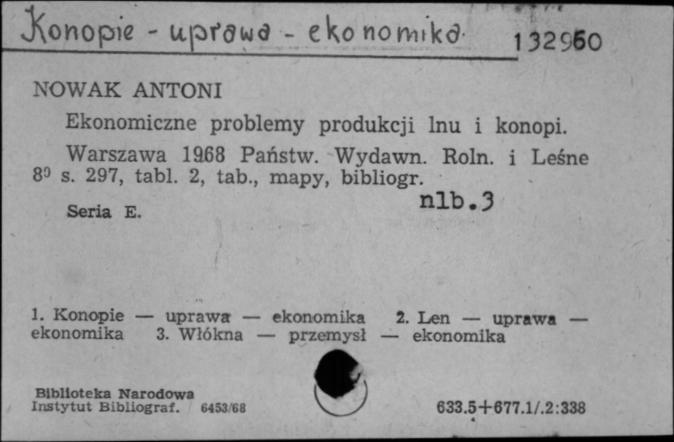 Konopie - uprawa - ekonomika
132960
NOWAK ANTONI
Ekonomiczne problemy produkcji lnu i konopi.
Warszawa 1968 Państw. Wydawn. Roln. i Leśne
8⁰ s. 297, tabl. 2, tab., mapy, bibliogr.
nlb.3
Seria E.
1. Konopie — uprawa — ekonomika 2. Len — uprawa —
ekonomika 3. Włókna — przemysł — ekonomika
Biblioteka Narodowa
Instytut Bibliograf. 6453/68
633.5+677.1/.2:338